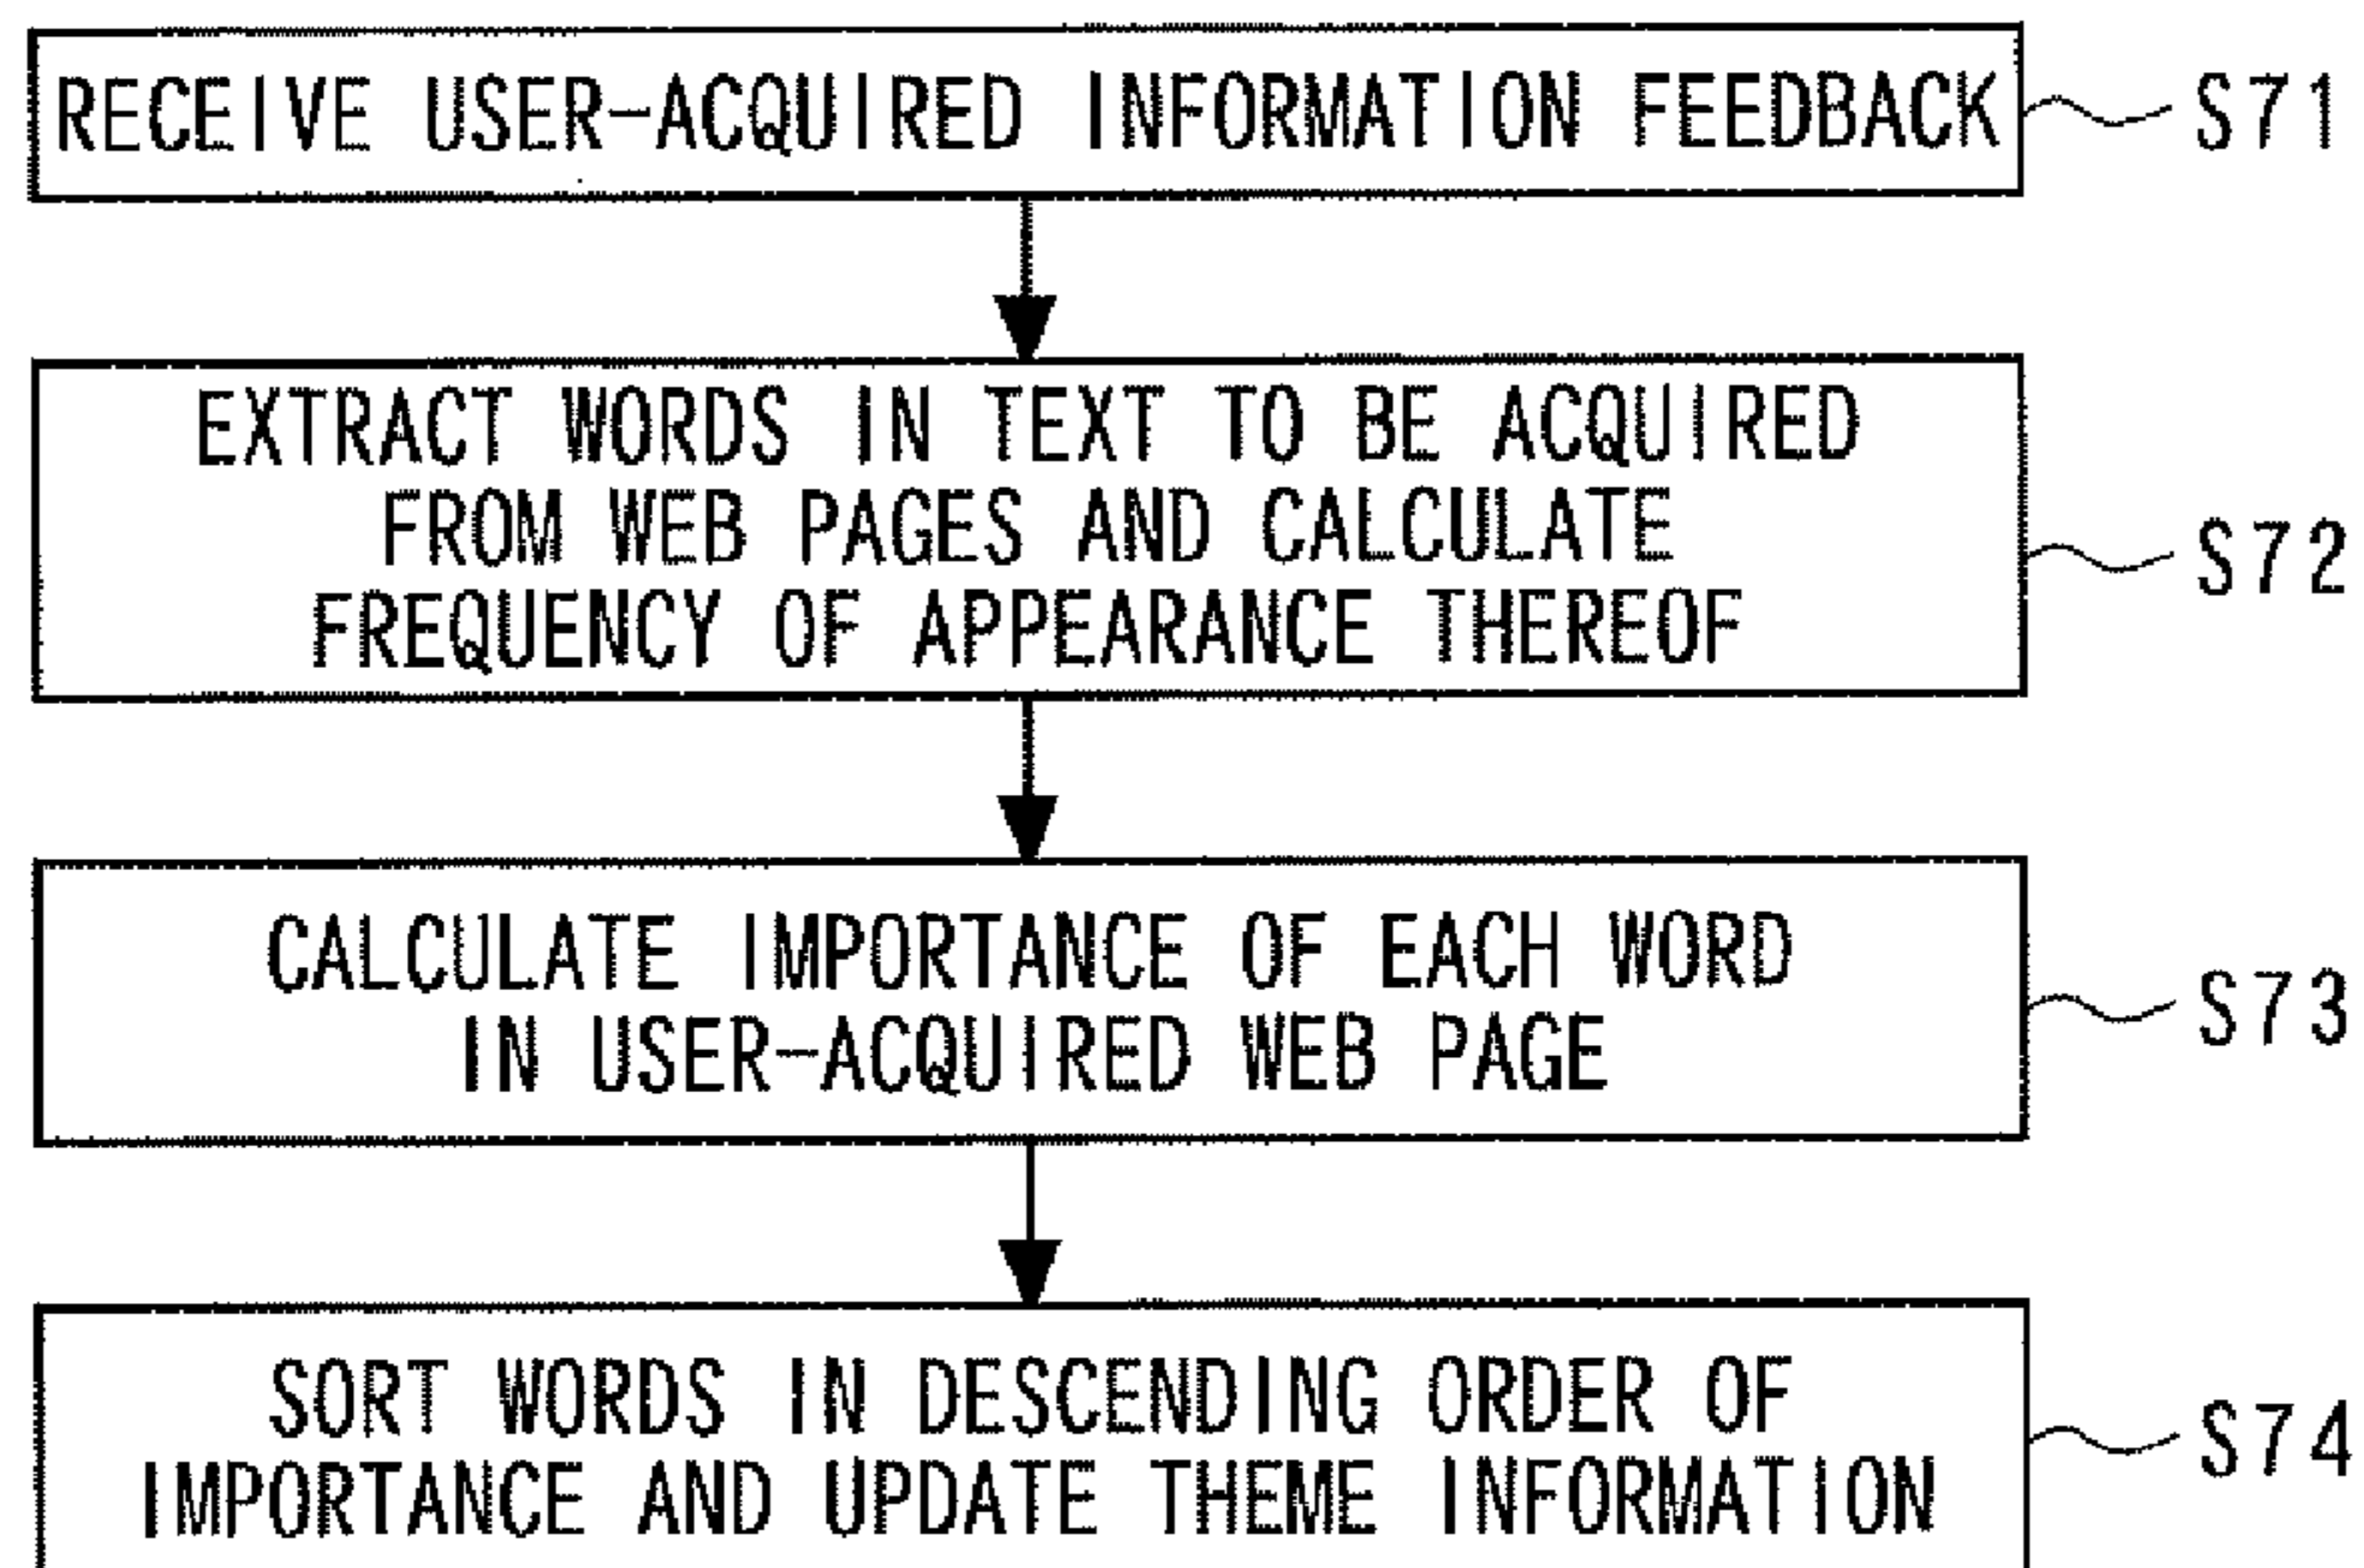 RECEIVE USER-ACQUIRED INFORMATION FEEDBACK S71
EXTRACT WORDS IN TEXT TO BE ACQUIRED
FROM WEB PAGES AND CALCULATE
FREQUENCY OF APPEARANCE THEREOF
S72
CALCULATE IMPORTANCE OF EACH WORD
IN USER-ACQUIRED WEB PAGE
S73
SORT WORDS IN DESCENDING ORDER OF
IMPORTANCE AND UPDATE THEME INFORMATION
S74